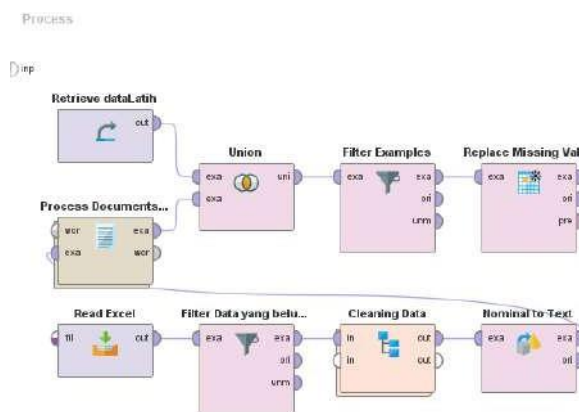 Process
inp
Retrieve dataLatih
out
Union
exa uni
exa
Filter Examples
exa exa
ori
unm
Replace Missing Val
exa exa
ori
pre
Process Documents...
wor exa
exa wor
Read Excel
fil out
Filter Data yang belu...
exa exa
ori
unm
Cleaning Data
in out
in out
Nominal to Text
exa exa
ori